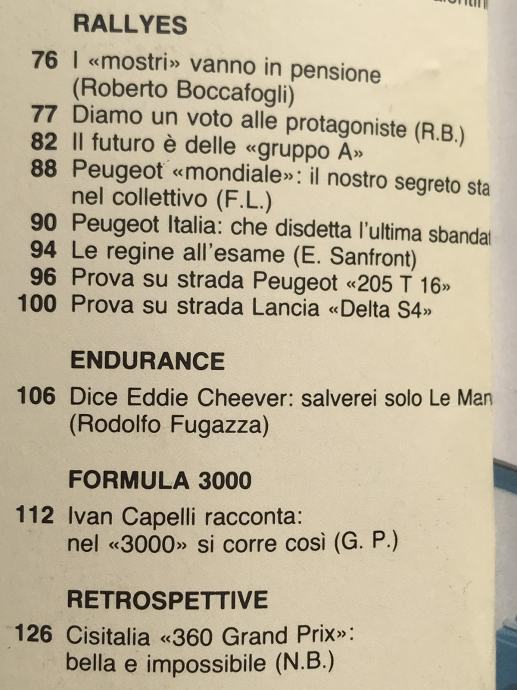 RALLYES
76 I «mostri» vanno in pensione
(Roberto Boccafogli)
77 Diamo un voto alle protagoniste (R.B.)
82 Il futuro è delle «gruppo A»
88 Peugeot «mondiale»: il nostro segreto sta
nel collettivo (F.L.)
90 Peugeot Italia: che disdetta l'ultima sbandat
94 Le regine all'esame (E. Sanfront)
96 Prova su strada Peugeot «205 T 16»
100 Prova su strada Lancia «Delta S4»
ENDURANCE
106 Dice Eddie Cheever: salverei solo Le Man
(Rodolfo Fugazza)
FORMULA 3000
112 Ivan Capelli racconta:
nel «3000» si corre così (G. P.)
RETROSPETTIVE
126 Cisitalia «360 Grand Prix»:
bella e impossibile (N.B.)